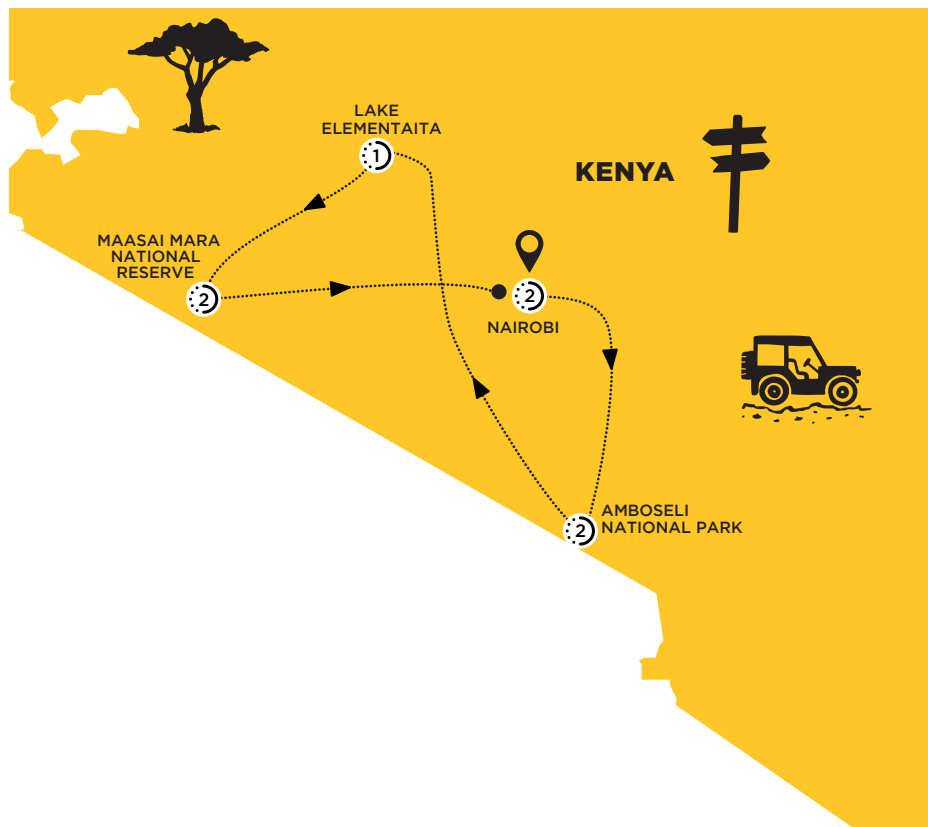 LAKE
ELEMENTAITA
1
KENYA
MAASAI MARA
NATIONAL
RESERVE
2
2
NAIROBI
2
AMBOSELI
NATIONAL PARK